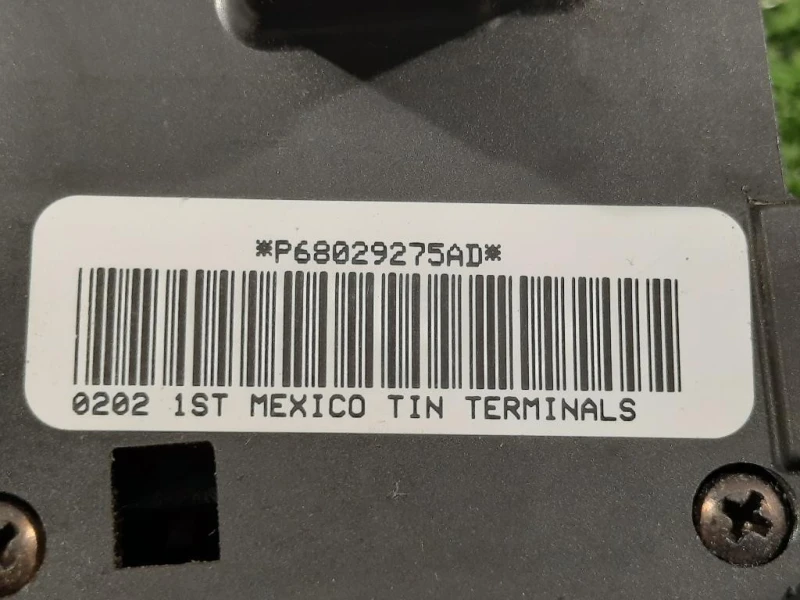 *P68029275AD*
0202 1ST MEXICO TIN TERMINALS